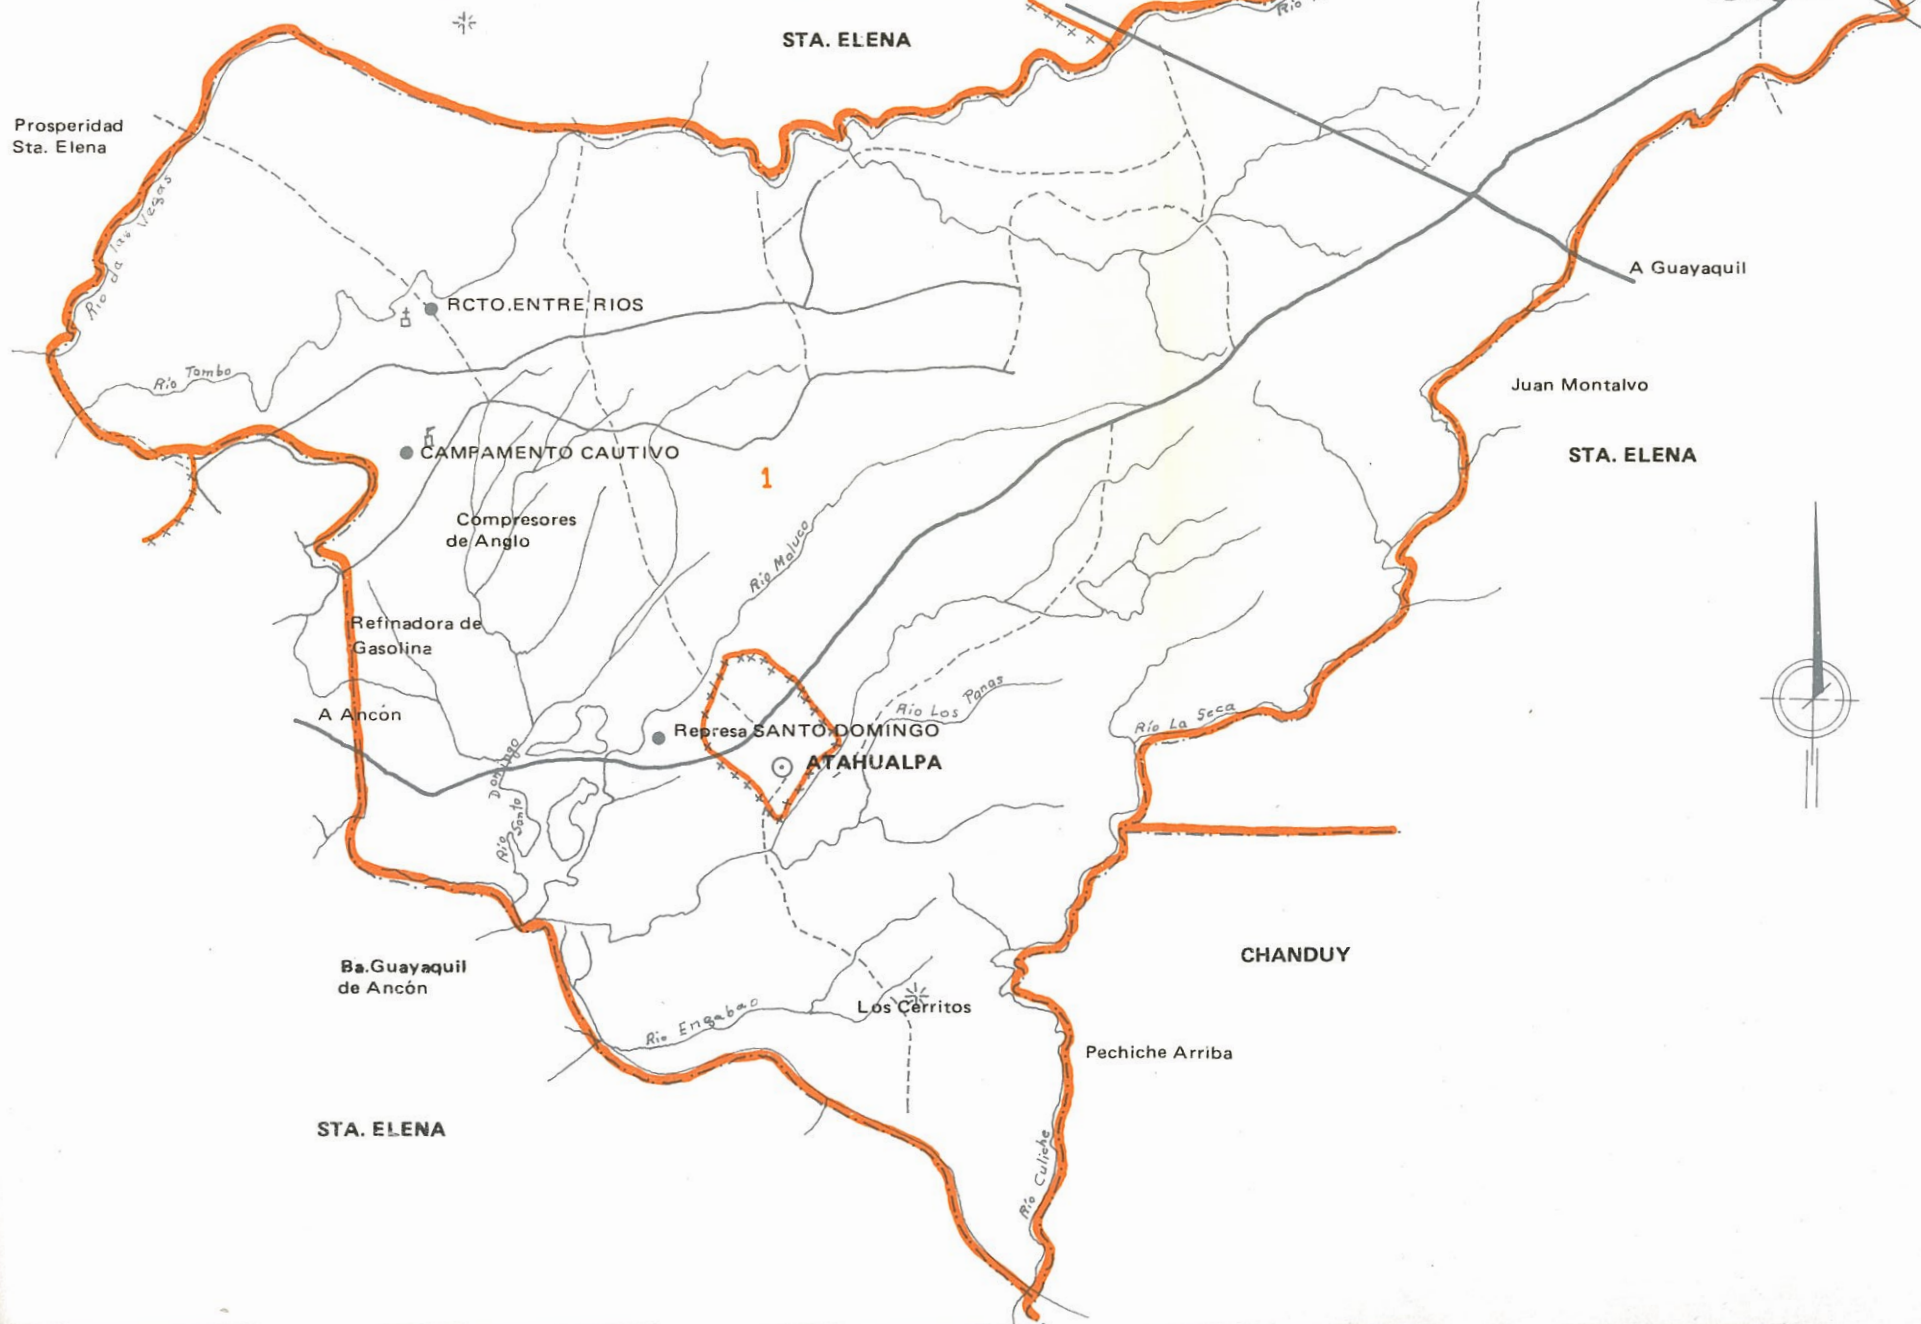 Río
STA. ELENA
Prosperidad
Sta. Elena
Río da las Vegas
A Guayaquil
RCTO.ENTRE RIOS
Río Tambo
Juan Montalvo
CAMPAMENTO CAUTIVO
STA. ELENA
1
Compresores
de Anglo
Río Maluco
Refinadora de
Gasolina
Río Los Panas
A Ancón
Río La Seca
Represa SANTO DOMINGO
ATAHUALPA
Río Santo Domingo
CHANDUY
Ba.Guayaquil
de Ancón
Los Cerritos
Río Engabao
Pechiche Arriba
STA. ELENA
Río Culiche